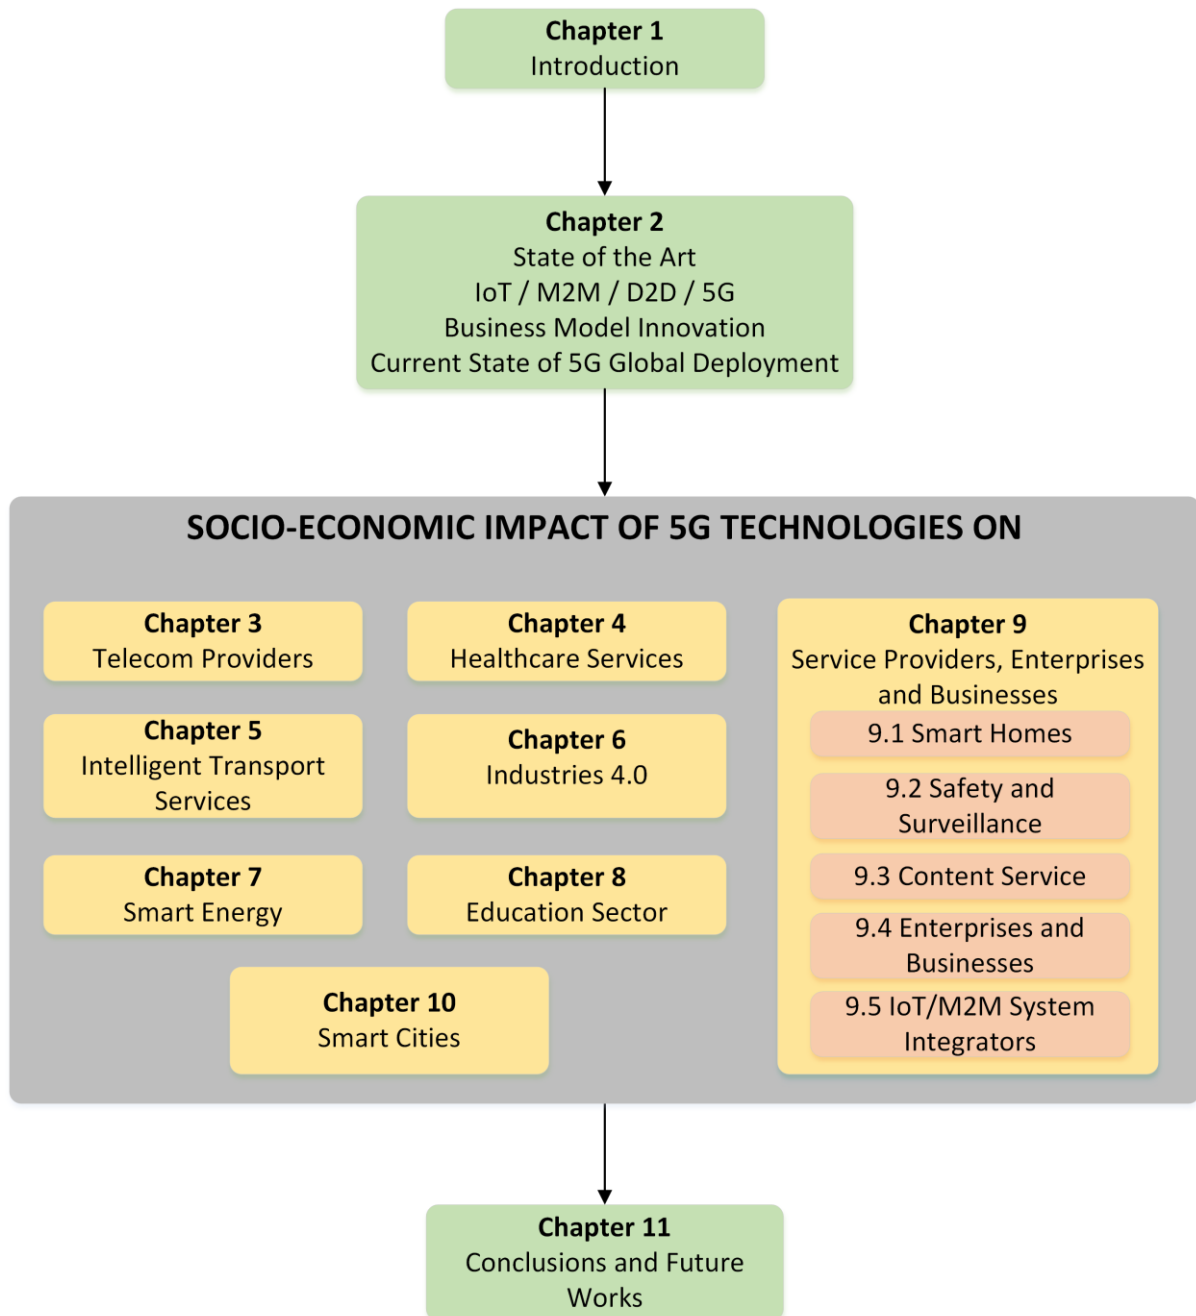 Chapter 1
Introduction
Chapter 2
State of the Art
IoT / M2M / D2D / 5G
Business Model Innovation
Current State of 5G Global Deployment
SOCIO-ECONOMIC IMPACT OF 5G TECHNOLOGIES ON
Chapter 3
Telecom Providers
Chapter 4
Healthcare Services
Chapter 5
Intelligent Transport
Services
Chapter 6
Industries 4.0
Chapter 7
Smart Energy
Chapter 8
Education Sector
Chapter 9
Service Providers, Enterprises
and Businesses
9.1 Smart Homes
9.2 Safety and
Surveillance
9.3 Content Service
9.4 Enterprises and
Businesses
9.5 IoT/M2M System
Integrators
Chapter 10
Smart Cities
Chapter 11
Conclusions and Future
Works